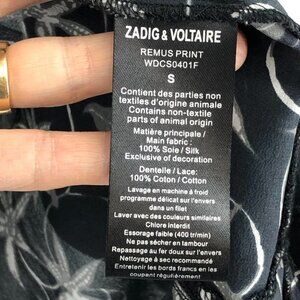 ZADIG & VOLTAIRE
REMUS PRINT
WDCS0401F
S
Contient des parties non
textiles d'origine animale
Contains non-textile
parts of animal origin
Matière principale /
Main fabric :
100% Soie / Silk
Exclusive of decoration
Dentelle / Lace :
100% Coton / Cotton
Lavage en machine à froid
programme délicat sur l'envers
dans un filet
Laver avec des couleurs similaires
Chlore interdit
Essorage faible (400 tr/min)
Ne pas sécher en tambour
Repassage au fer doux sur l'envers
Nettoyage à sec recommandé
Entretenir les bords francs en les
coupant régulièrement